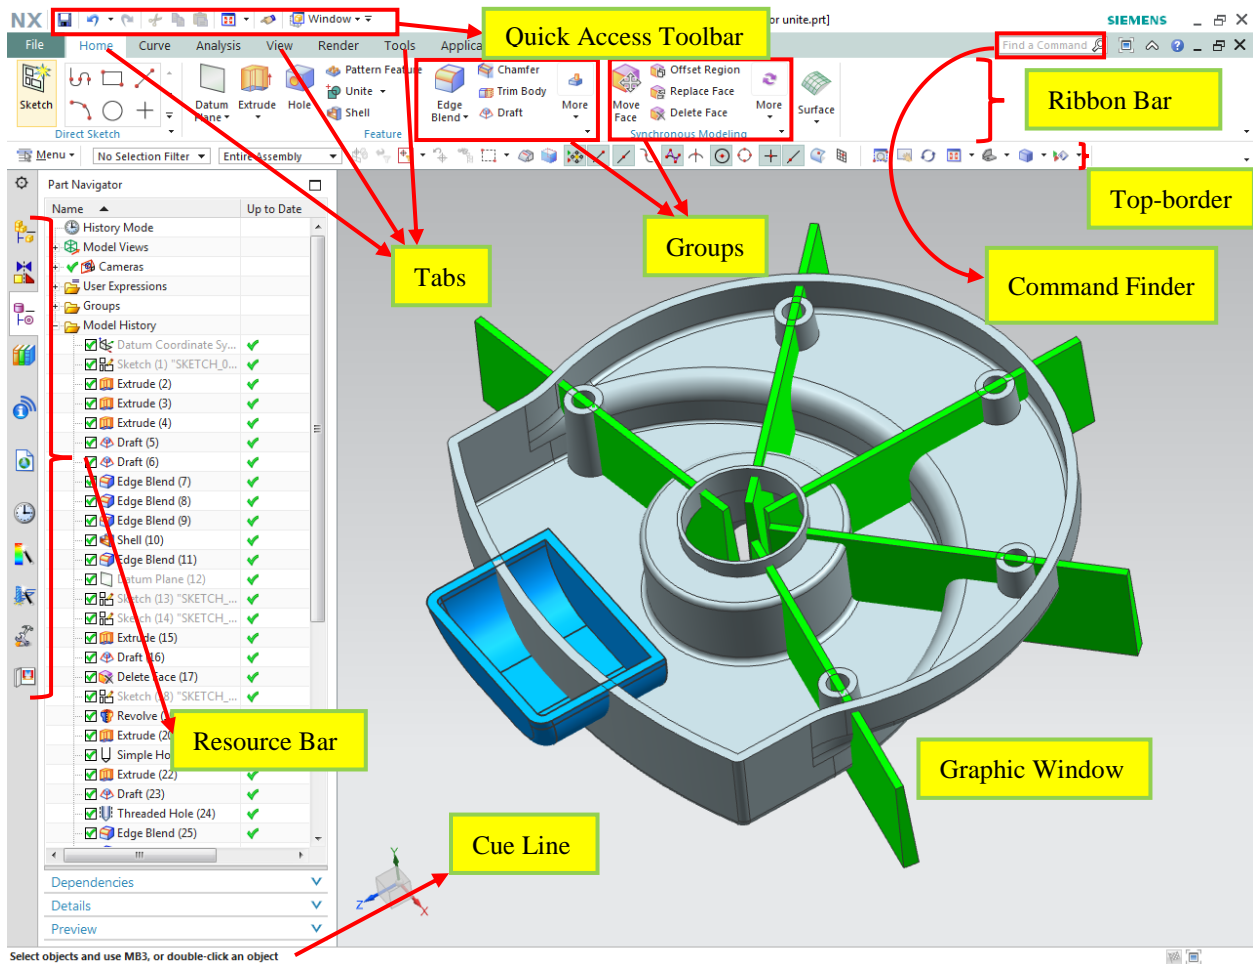 NX Window Quick Access Toolbar or unite.prt] SIEMENS
File Home Curve Analysis View Render Tools Applica Find a Command
Sketch
Direct Sketch
Datum Plane
Extrude
Hole
Pattern Feature
Unite
Shell
Feature
Edge Blend
Chamfer
Trim Body
Draft
More
Move Face
Offset Region
Replace Face
Delete Face
More
Synchronous Modeling
Surface
Ribbon Bar
Menu No Selection Filter Entire Assembly
Top-border
Tabs
Groups
Command Finder
Part Navigator
Name Up to Date
History Mode
Model Views
Cameras
User Expressions
Groups
Model History
Datum Coordinate Sy...
Sketch (1) "SKETCH_0...
Extrude (2)
Extrude (3)
Extrude (4)
Draft (5)
Draft (6)
Edge Blend (7)
Edge Blend (8)
Edge Blend (9)
Shell (10)
Edge Blend (11)
Datum Plane (12)
Sketch (13) "SKETCH_...
Sketch (14) "SKETCH_...
Extrude (15)
Draft (16)
Delete Face (17)
Sketch (18) "SKETCH_...
Revolve (
Extrude (20
Simple Ho
Extrude (22)
Draft (23)
Threaded Hole (24)
Edge Blend (25)
Resource Bar
Graphic Window
Cue Line
Dependencies
Details
Preview
Y
Z
X
Select objects and use MB3, or double-click an object